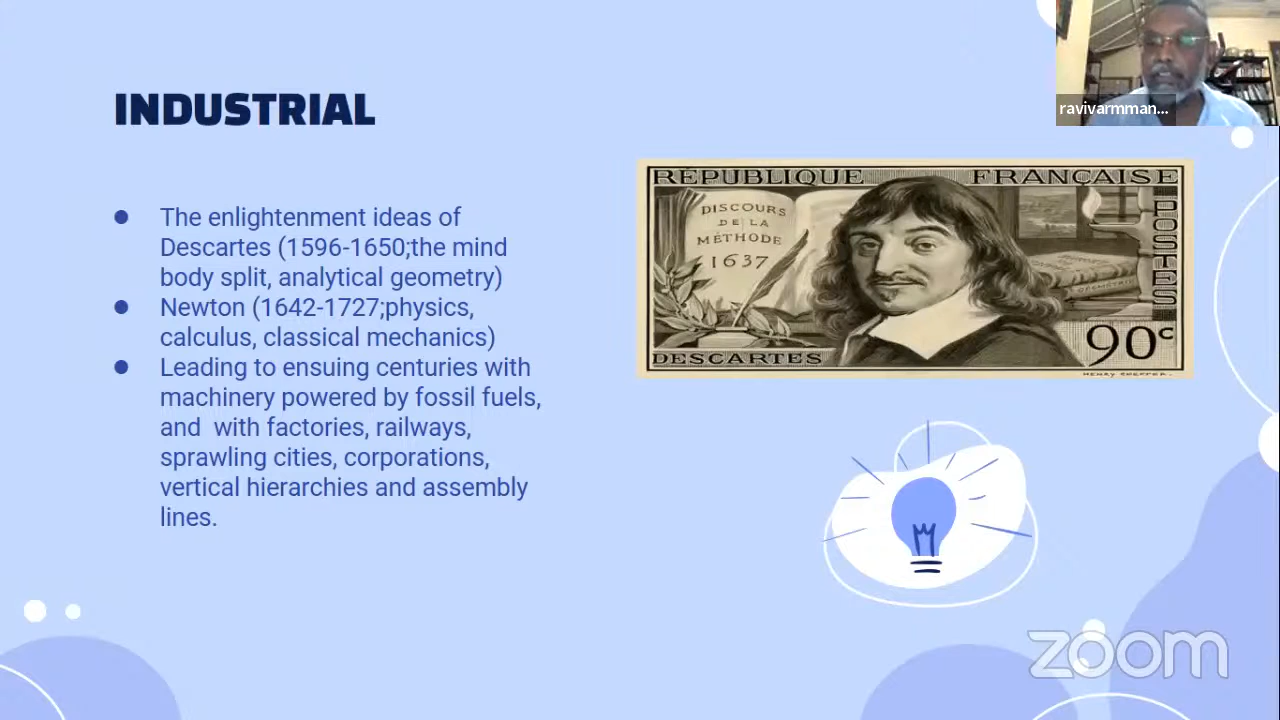 INDUSTRIAL
ravivarmman...
● The enlightenment ideas of
Descartes (1596-1650;the mind
body split, analytical geometry)
● Newton (1642-1727;physics,
calculus, classical mechanics)
● Leading to ensuing centuries with
machinery powered by fossil fuels,
and  with factories, railways,
sprawling cities, corporations,
vertical hierarchies and assembly
lines.
REPUBLIQUE FRANÇAISE
DISCOURS
DE LA
MÉTHODE
1637
POSTES
90c
DESCARTES
zoom